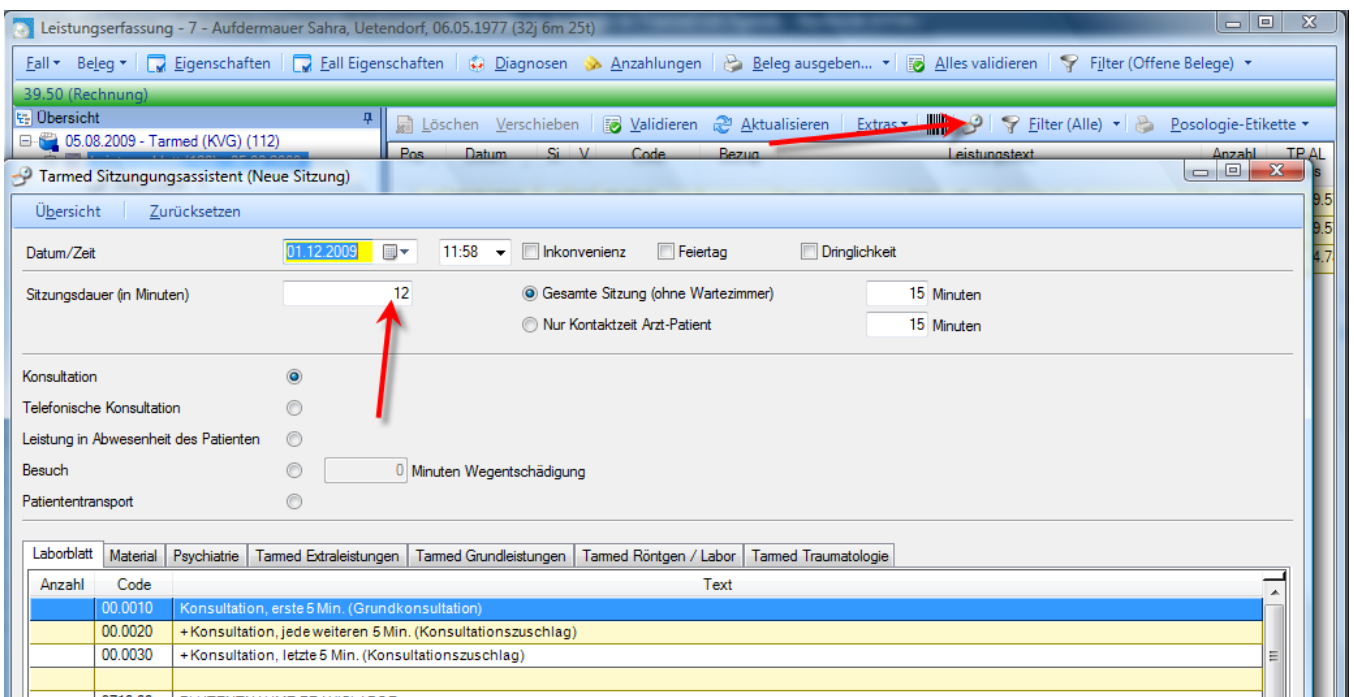 Leistungserfassung - 7 - Aufdermauer Sahra, Uetendorf, 06.05.1977 (32j 6m 25t)
Fall Beleg Eigenschaften Fall Eigenschaften Diagnosen Anzahlungen Beleg ausgeben... Alles validieren Filter (Offene Belege)
39.50 (Rechnung)
Übersicht Löschen Verschieben Validieren Aktualisieren Extras Filter (Alle) Posologie-Etikette
05.08.2009 - Tarmed (KVG) (112)
Pos Datum Si V Code Bezug Leistungstext Anzahl TP AL
Tarmed Sitzungungsassistent (Neue Sitzung)
Übersicht Zurücksetzen
Datum/Zeit 01.12.2009 11:58 Inkonvenienz Feiertag Dringlichkeit
Sitzungsdauer (in Minuten) 12 Gesamte Sitzung (ohne Wartezimmer) 15 Minuten
Nur Kontaktzeit Arzt-Patient 15 Minuten
Konsultation
Telefonische Konsultation
Leistung in Abwesenheit des Patienten
Besuch 0 Minuten Wegentschädigung
Patiententransport
Laborblatt Material Psychiatrie Tarmed Extraleistungen Tarmed Grundleistungen Tarmed Röntgen / Labor Tarmed Traumatologie
Anzahl Code Text
00.0010 Konsultation, erste 5 Min. (Grundkonsultation)
00.0020 +Konsultation, jede weiteren 5 Min. (Konsultationszuschlag)
00.0030 +Konsultation, letzte 5 Min. (Konsultationszuschlag)